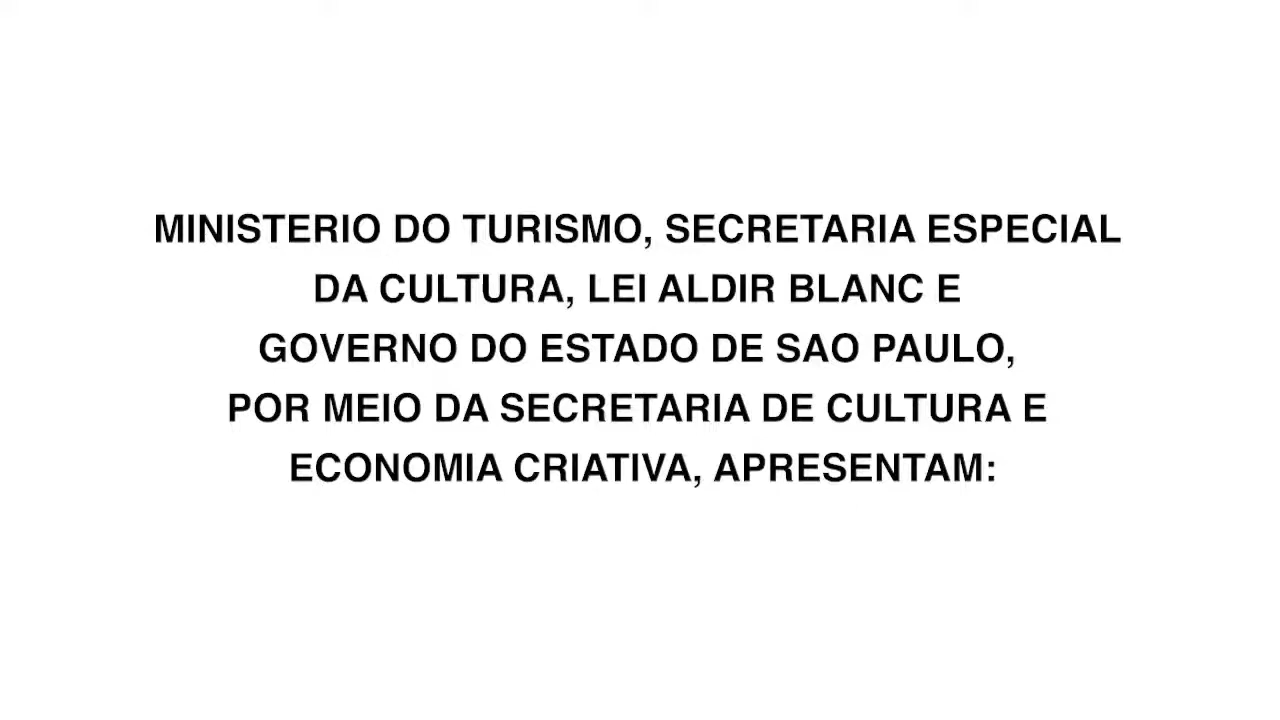 MINISTERIO DO TURISMO, SECRETARIA ESPECIAL
DA CULTURA, LEI ALDIR BLANC E
GOVERNO DO ESTADO DE SAO PAULO,
POR MEIO DA SECRETARIA DE CULTURA E
ECONOMIA CRIATIVA, APRESENTAM: